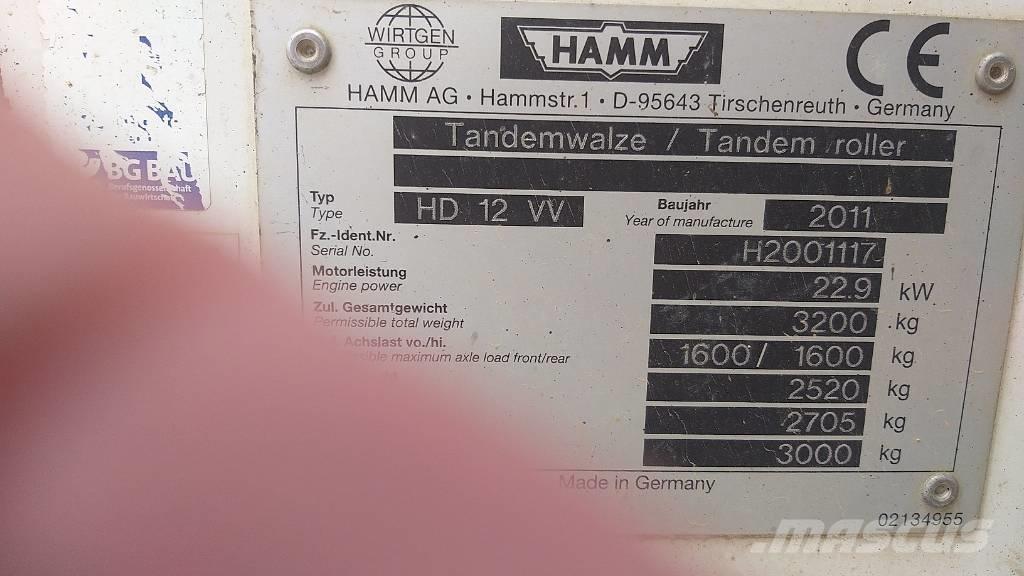 WIRTGEN
GROUP
HAMM
CE
HAMM AG · Hammstr.1 · D-95643 Tirschenreuth · Germany
Tandemwalze / Tandem roller
BG BAU
Berufsgenossenschaft
Bauwirtschaft
Typ
Type
HD 12 VV
Baujahr
Year of manufacture
2011
Fz.-Ident.Nr.
Serial No.
H2001117
Motorleistung
Engine power
22.9 kW
Zul. Gesamtgewicht
Permissible total weight
3200 kg
Achslast vo./hi.
maximum axle load front/rear
1600/ 1600 kg
2520 kg
2705 kg
3000 kg
Made in Germany
02134955
mascus